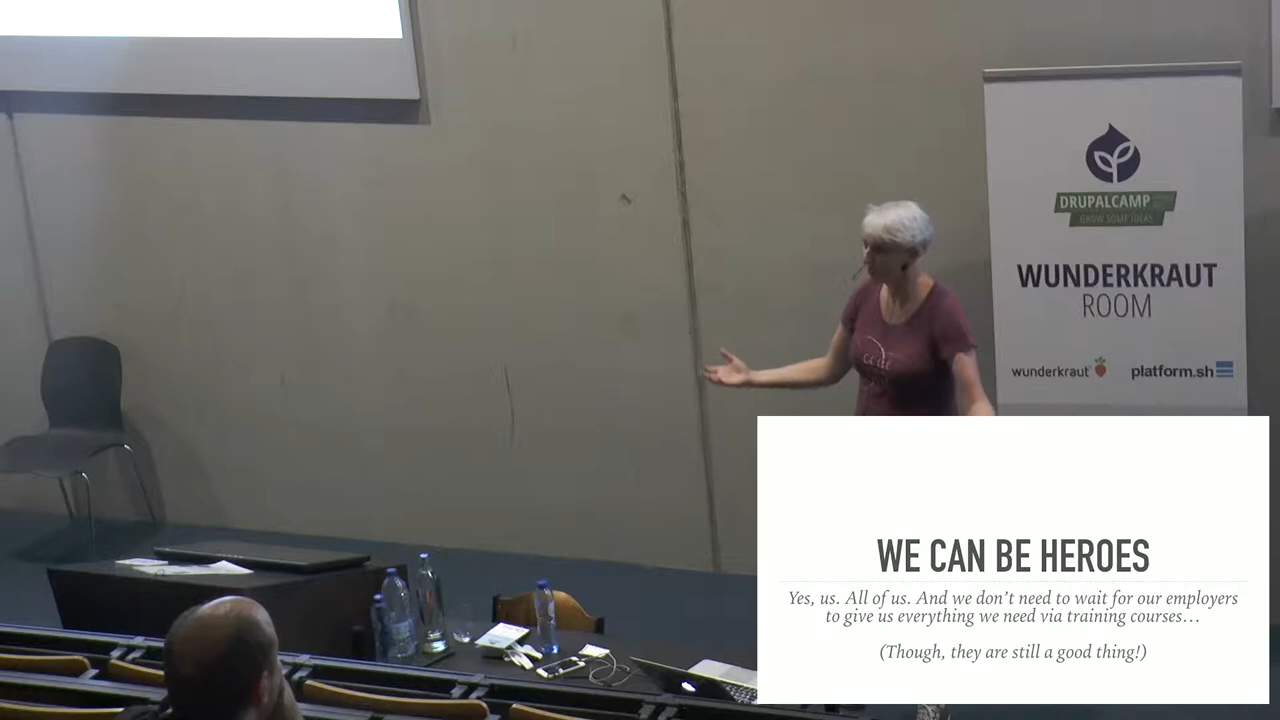 DRUPALCAMP
GROW SOME IDEAS
WUNDERKRAUT
ROOM
wunderkraut
platform.sh
WE CAN BE HEROES
Yes, us. All of us. And we don't need to wait for our employers
to give us everything we need via training courses…
(Though, they are still a good thing!)